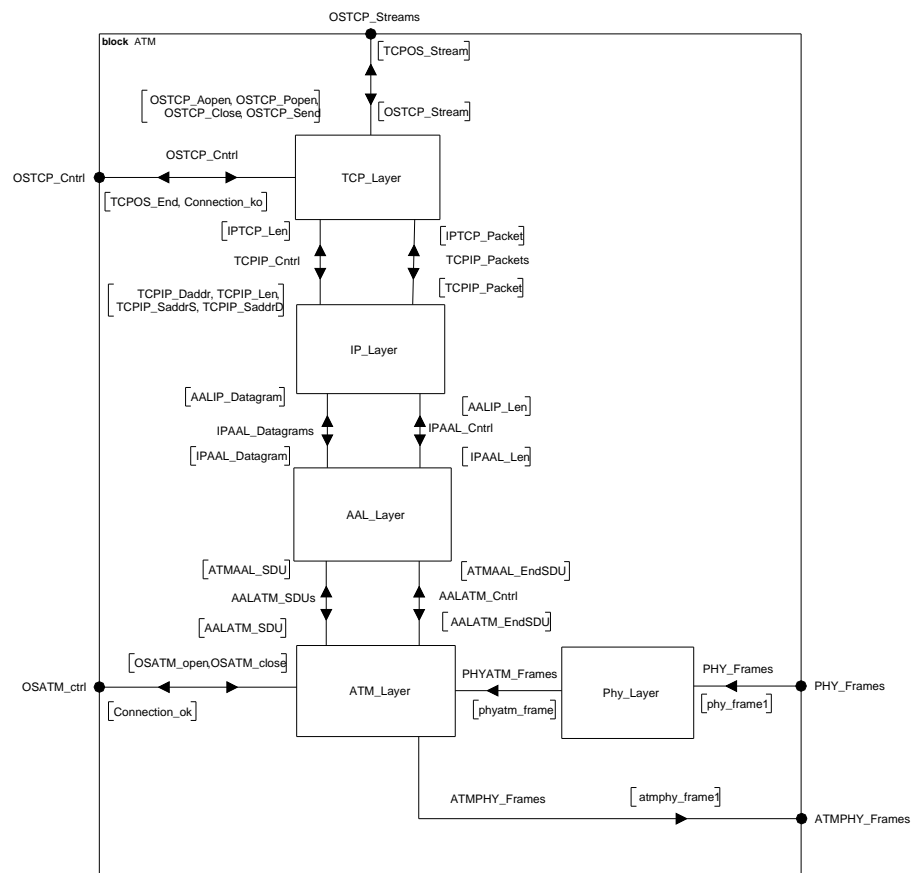 OSTCP_Streams
block ATM
[TCPOS_Stream]
[OSTCP_Aopen, OSTCP_Popen,
OSTCP_Close, OSTCP_Send]
[OSTCP_Stream]
OSTCP_Cntrl
OSTCP_Cntrl
TCP_Layer
[TCPOS_End, Connection_ko]
[IPTCP_Len]
[IPTCP_Packet]
TCPIP_Cntrl
TCPIP_Packets
[TCPIP_Daddr, TCPIP_Len,
TCPIP_SaddrS, TCPIP_SaddrD]
[TCPIP_Packet]
IP_Layer
[AALIP_Datagram]
[AALIP_Len]
IPAAL_Datagrams
IPAAL_Cntrl
[IPAAL_Datagram]
[IPAAL_Len]
AAL_Layer
[ATMAAL_SDU]
[ATMAAL_EndSDU]
AALATM_SDUs
AALATM_Cntrl
[AALATM_SDU]
[AALATM_EndSDU]
[OSATM_open,OSATM_close]
OSATM_ctrl
ATM_Layer
PHYATM_Frames
Phy_Layer
PHY_Frames
PHY_Frames
[Connection_ok]
[phyatm_frame]
[phy_frame1]
ATMPHY_Frames
[atmphy_frame1]
ATMPHY_Frames